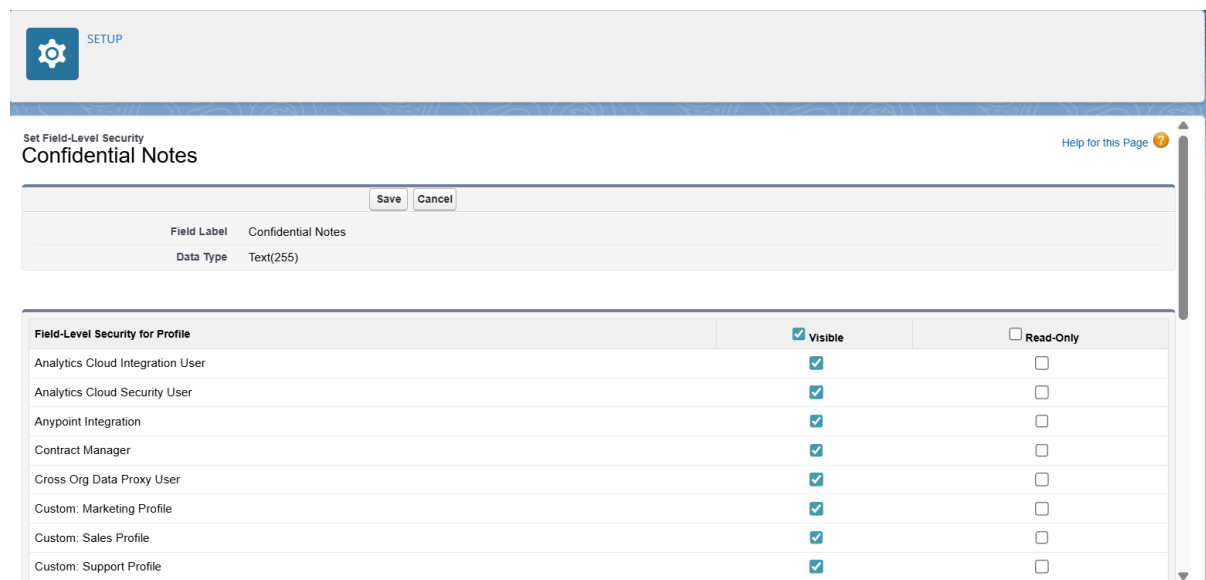 SETUP
Set Field-Level Security
Confidential Notes
Help for this Page ?
Save Cancel
Field Label Confidential Notes
Data Type Text(255)
Field-Level Security for Profile Visible Read-Only
Analytics Cloud Integration User
Analytics Cloud Security User
Anypoint Integration
Contract Manager
Cross Org Data Proxy User
Custom: Marketing Profile
Custom: Sales Profile
Custom: Support Profile